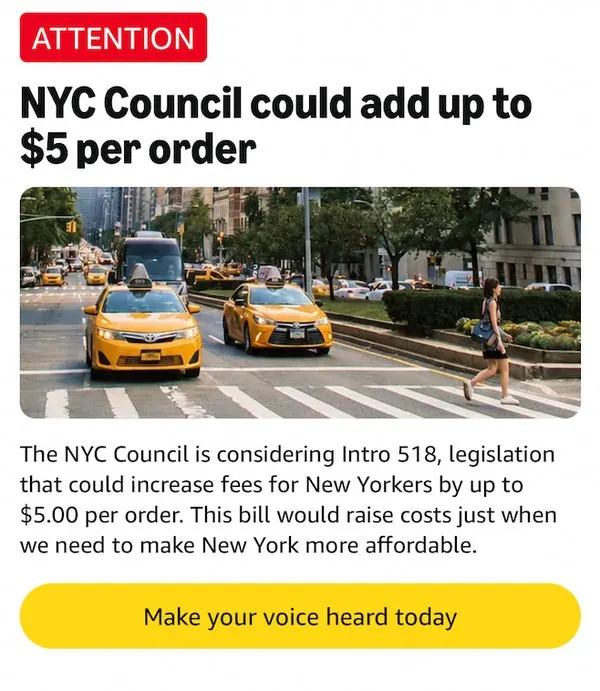 ATTENTION
NYC Council could add up to
$5 per order
The NYC Council is considering Intro 518, legislation
that could increase fees for New Yorkers by up to
$5.00 per order. This bill would raise costs just when
we need to make New York more affordable.
Make your voice heard today